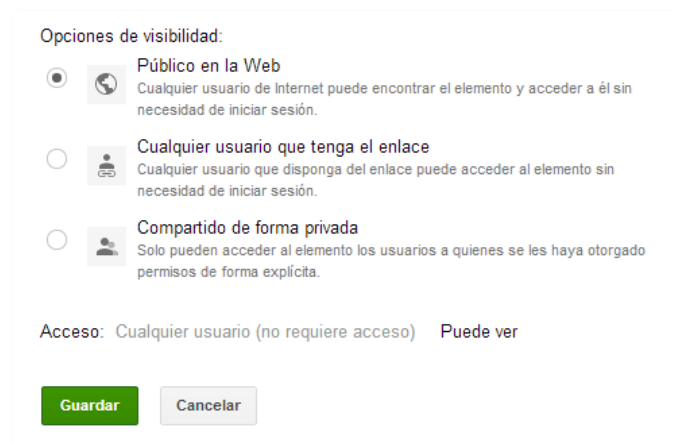 Opciones de visibilidad:
Público en la Web
Cualquier usuario de Internet puede encontrar el elemento y acceder a él sin
necesidad de iniciar sesión.
Cualquier usuario que tenga el enlace
Cualquier usuario que disponga del enlace puede acceder al elemento sin
necesidad de iniciar sesión.
Compartido de forma privada
Solo pueden acceder al elemento los usuarios a quienes se les haya otorgado
permisos de forma explícita.
Acceso: Cualquier usuario (no requiere acceso) Puede ver
Guardar Cancelar